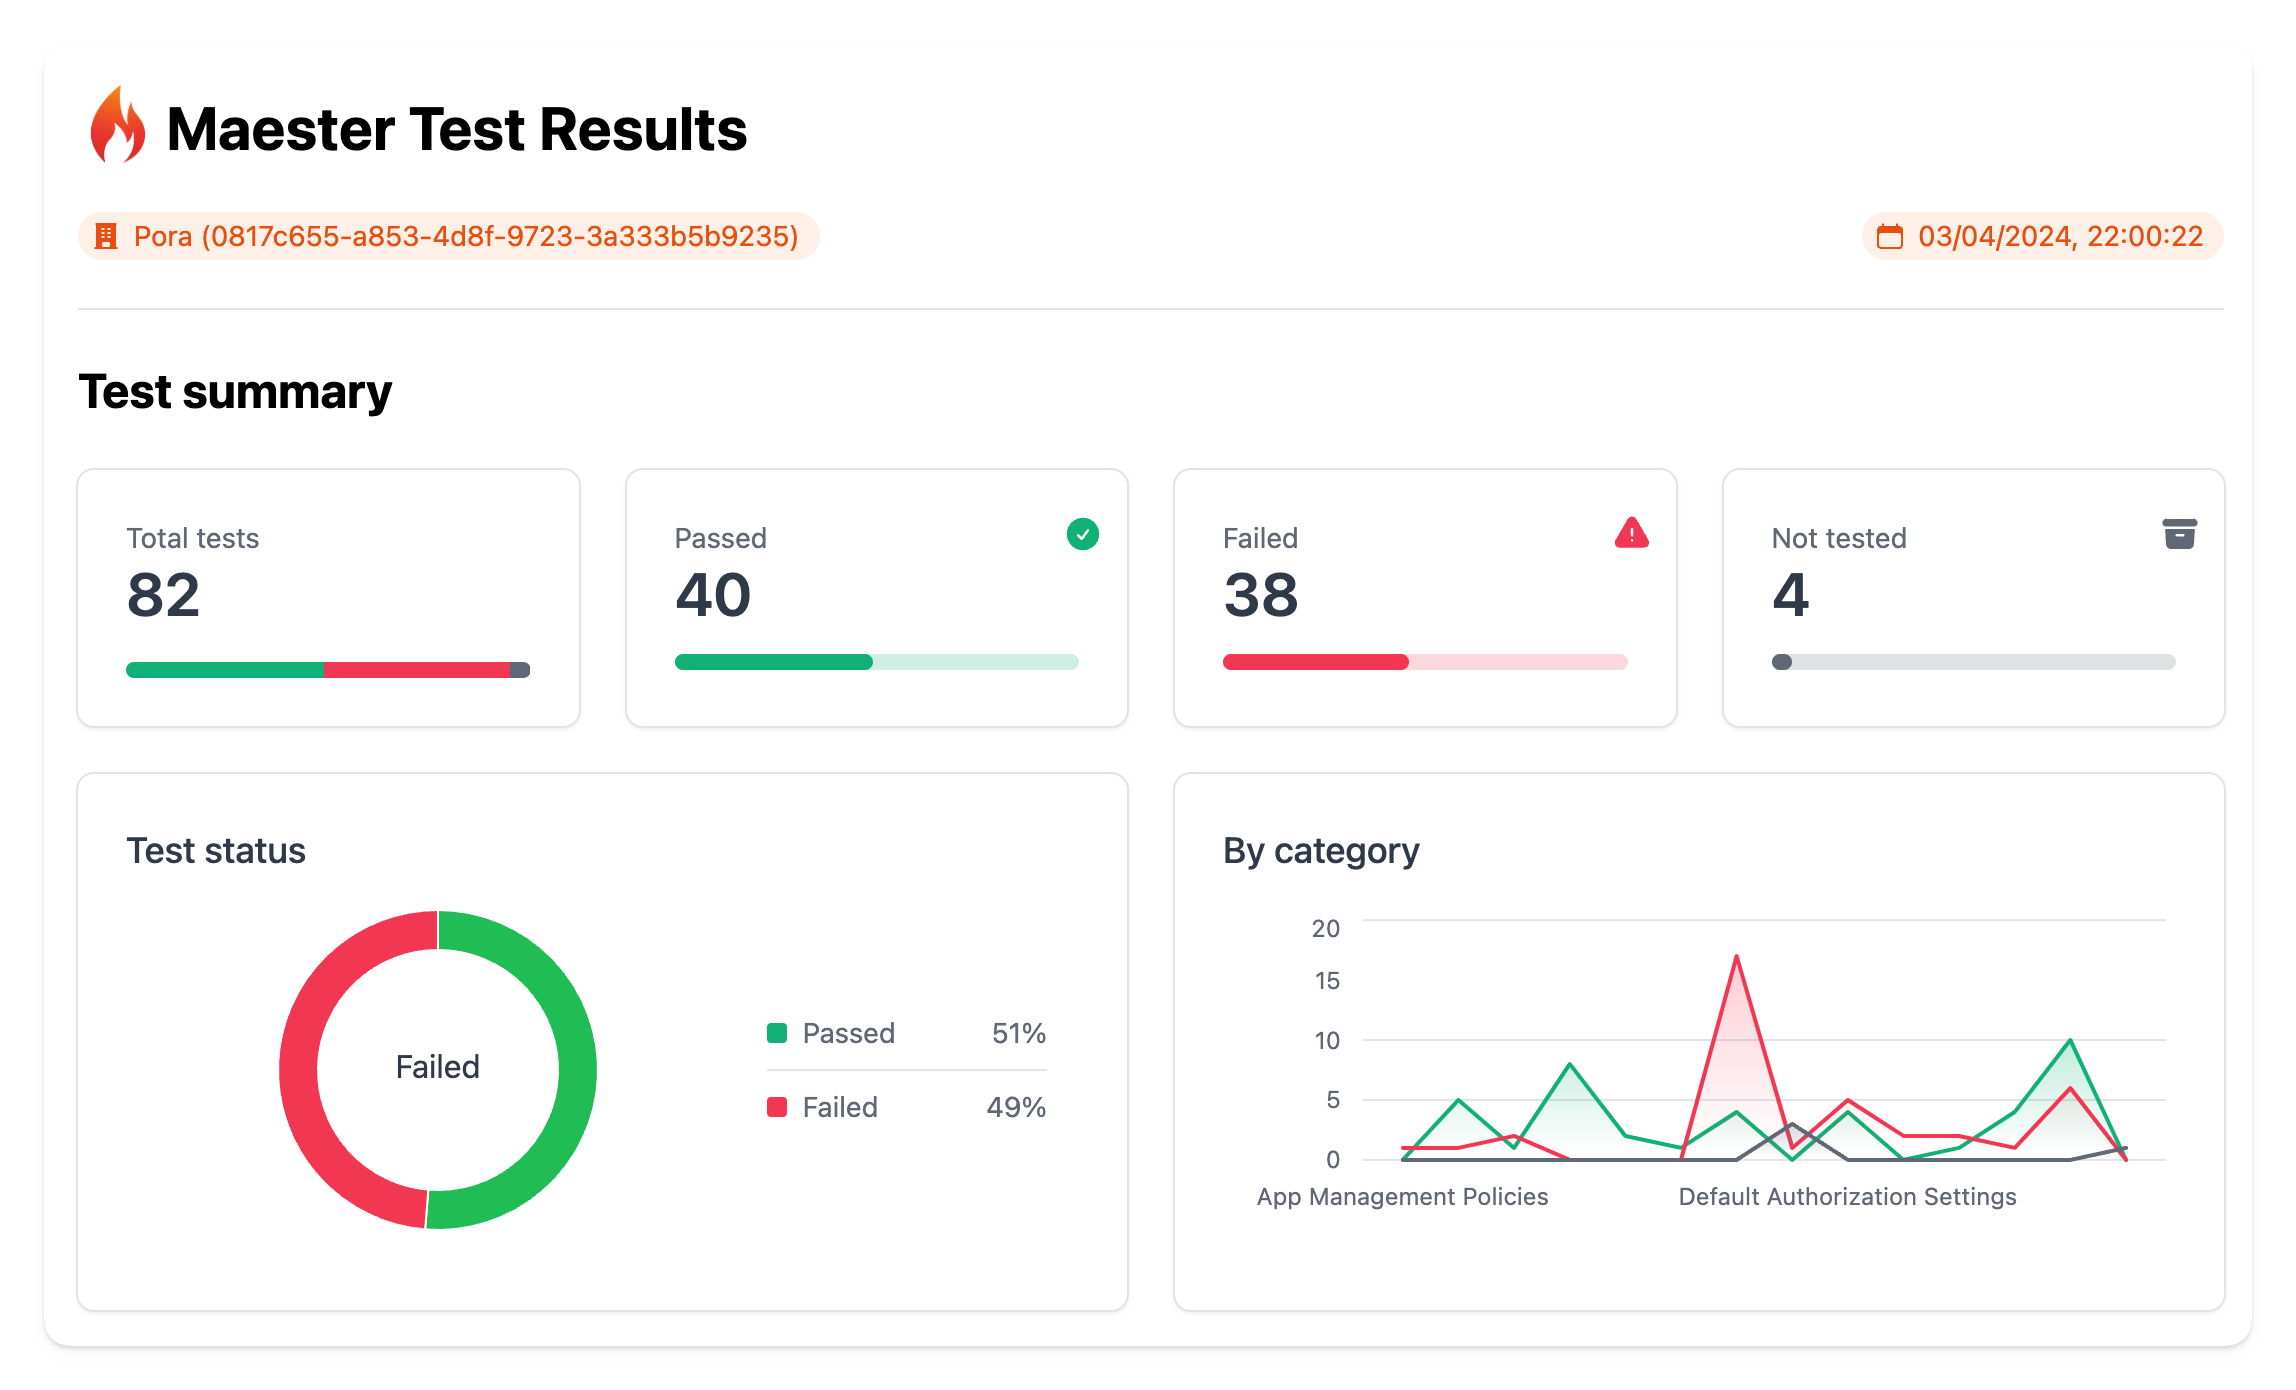 Maester Test Results
Pora (0817c655-a853-4d8f-9723-3a333b5b9235)
03/04/2024, 22:00:22
Test summary
Total tests
82
Passed
40
Failed
38
Not tested
4
Test status
Failed
Passed 51%
Failed 49%
By category
20
15
10
5
0
App Management Policies
Default Authorization Settings